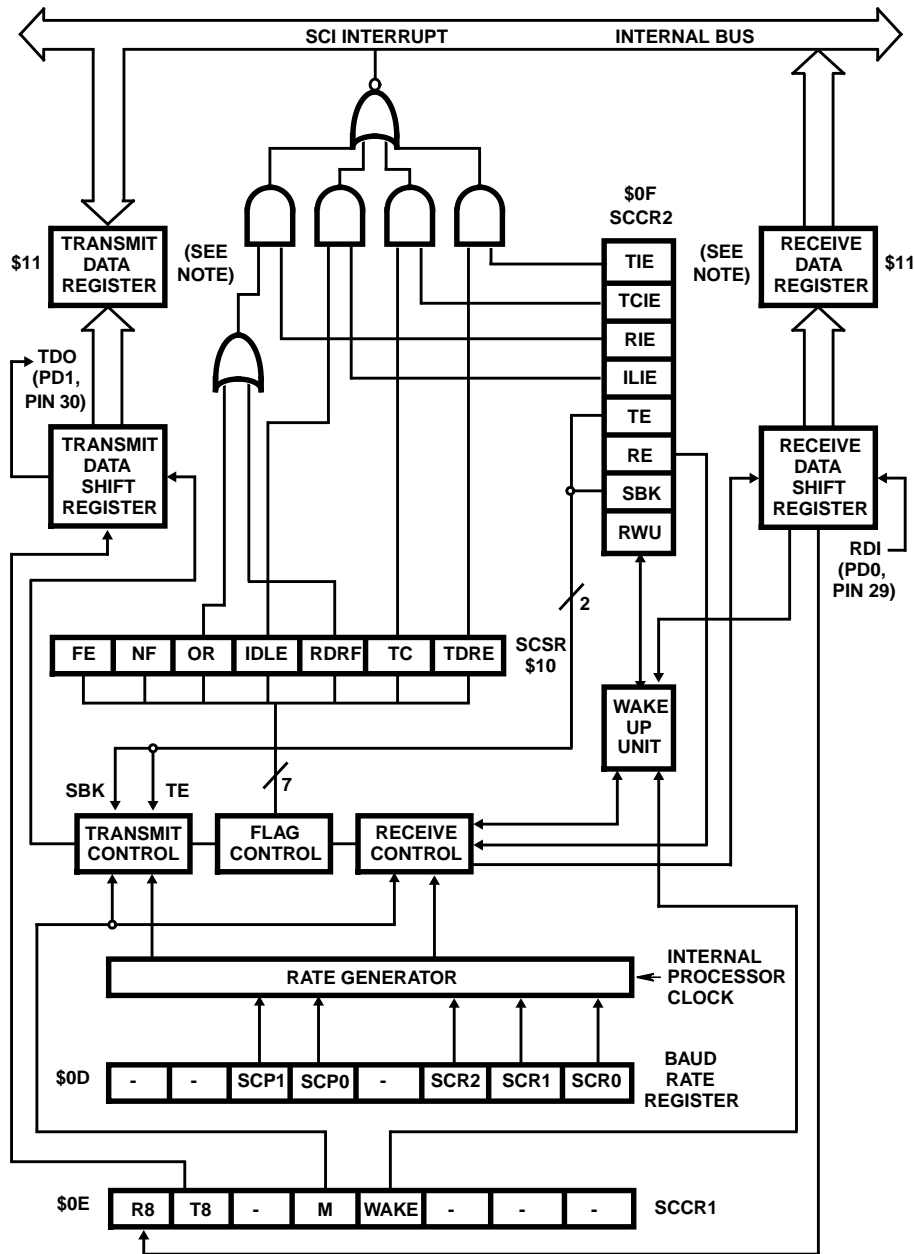 SCI INTERRUPT
INTERNAL BUS
$0F
SCCR2
$11
TRANSMIT
DATA
REGISTER
(SEE
NOTE)
TIE
TCIE
RIE
ILIE
TE
RE
SBK
RWU
(SEE
NOTE)
RECEIVE
DATA
REGISTER
$11
TDO
(PD1,
PIN 30)
TRANSMIT
DATA
SHIFT
REGISTER
RECEIVE
DATA
SHIFT
REGISTER
RDI
(PD0,
PIN 29)
2
FE NF OR IDLE RDRF TC TDRE
SCSR
$10
WAKE
UP
UNIT
7
SBK
TE
TRANSMIT
CONTROL
FLAG
CONTROL
RECEIVE
CONTROL
RATE GENERATOR
INTERNAL
PROCESSOR
CLOCK
$0D
- - SCP1 SCP0 - SCR2 SCR1 SCR0
BAUD
RATE
REGISTER
$0E
R8 T8 - M WAKE - - -
SCCR1